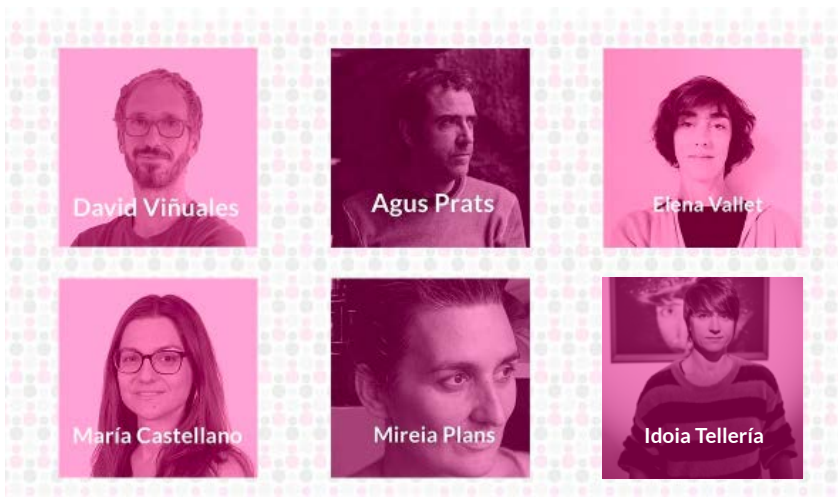 David Viñuales
Agus Prats
Elena Vallet
María Castellano
Mireia Plans
Idoia Tellería